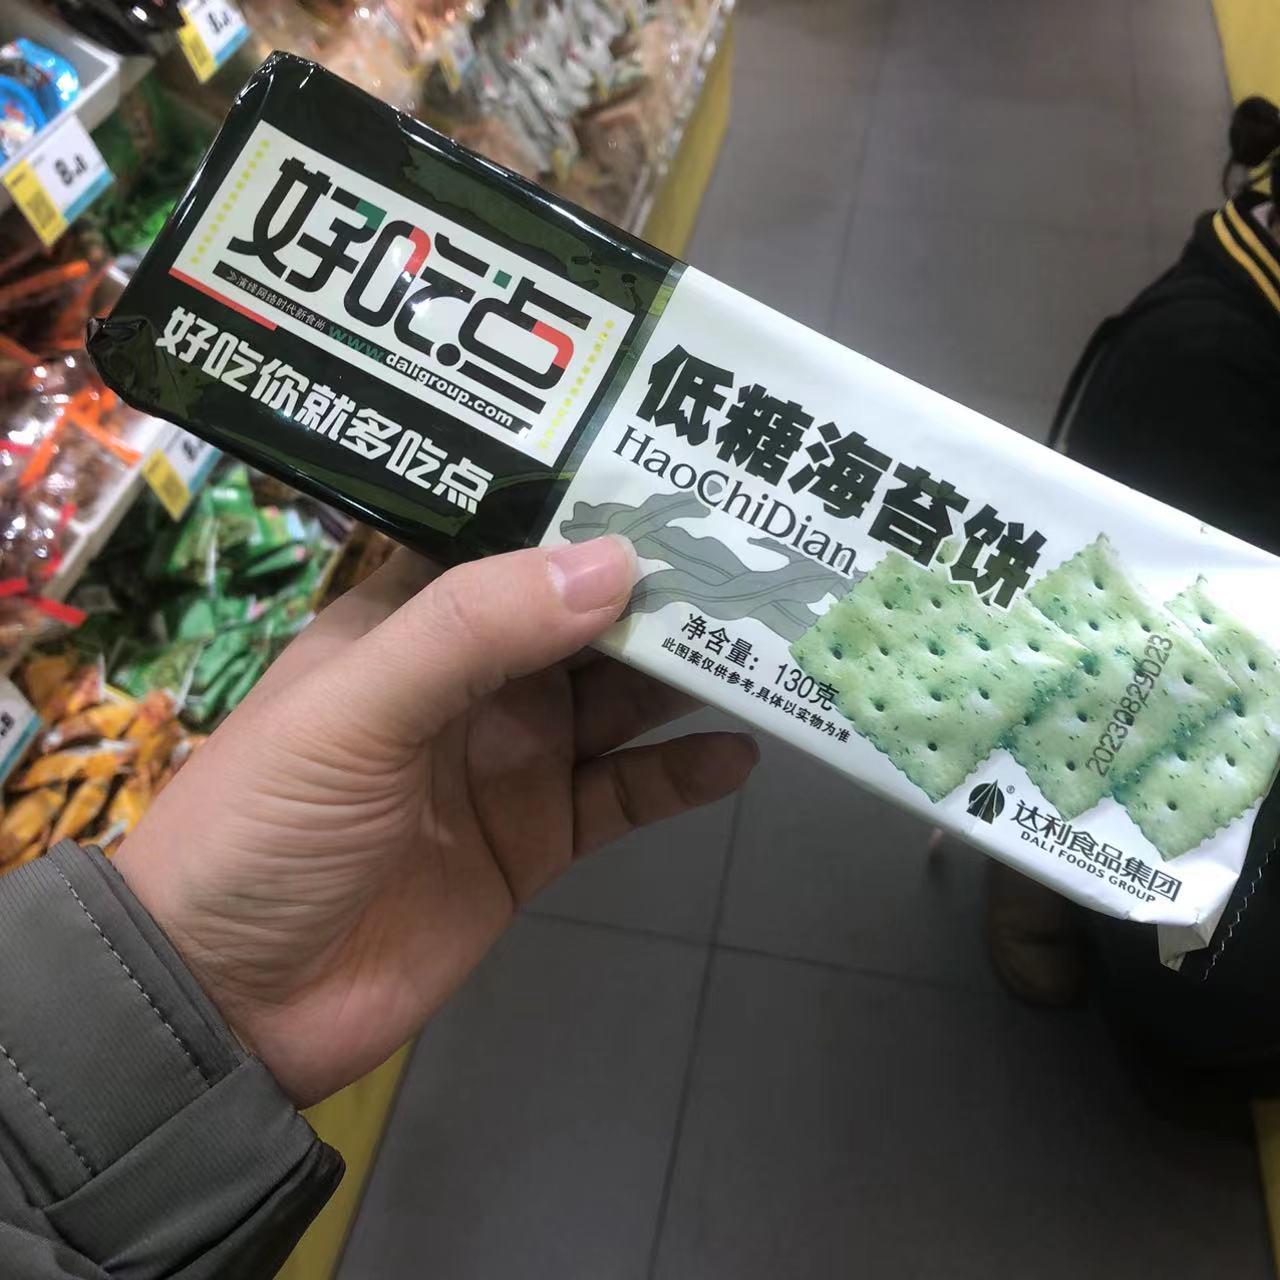 好吃点
演绎网络时代新食尚 www.daligroup.com
好吃你就多吃点
低糖海苔饼
HaoChiDian
净含量：130克
此图案仅供参考,具体以实物为准
20230829D23
达利食品集团
DALI FOODS GROUP
8.8